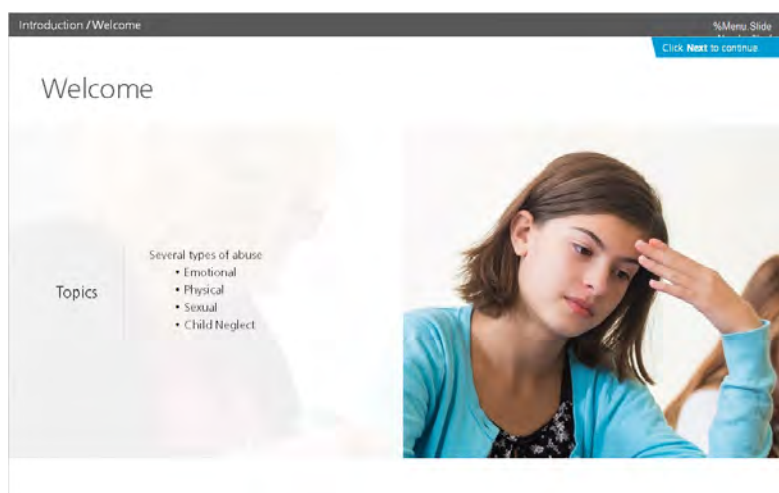 Introduction / Welcome
%Menu.Slide
Click Next to continue
Welcome
Topics
Several types of abuse
• Emotional
• Physical
• Sexual
• Child Neglect